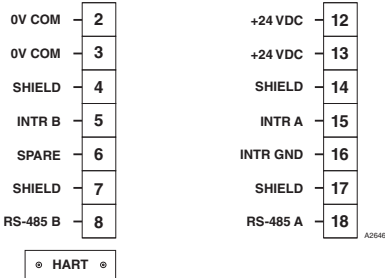 0V COM 2
0V COM 3
SHIELD 4
INTR B 5
SPARE 6
SHIELD 7
RS-485 B 8
HART
+24 VDC 12
+24 VDC 13
SHIELD 14
INTR A 15
INTR GND 16
SHIELD 17
RS-485 A 18
A2646